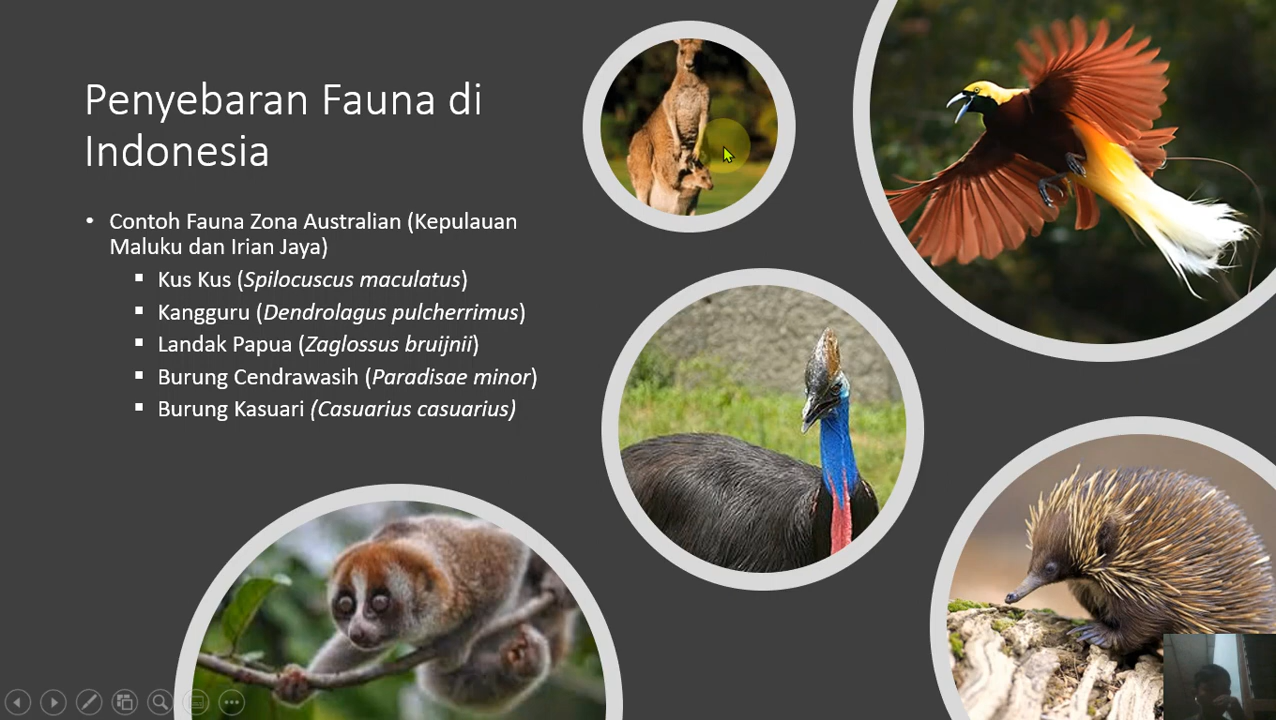 Penyebaran Fauna di
Indonesia
• Contoh Fauna Zona Australian (Kepulauan
Maluku dan Irian Jaya)
▪ Kus Kus (Spilocuscus maculatus)
▪ Kangguru (Dendrolagus pulcherrimus)
▪ Landak Papua (Zaglossus bruijnii)
▪ Burung Cendrawasih (Paradisae minor)
▪ Burung Kasuari (Casuarius casuarius)